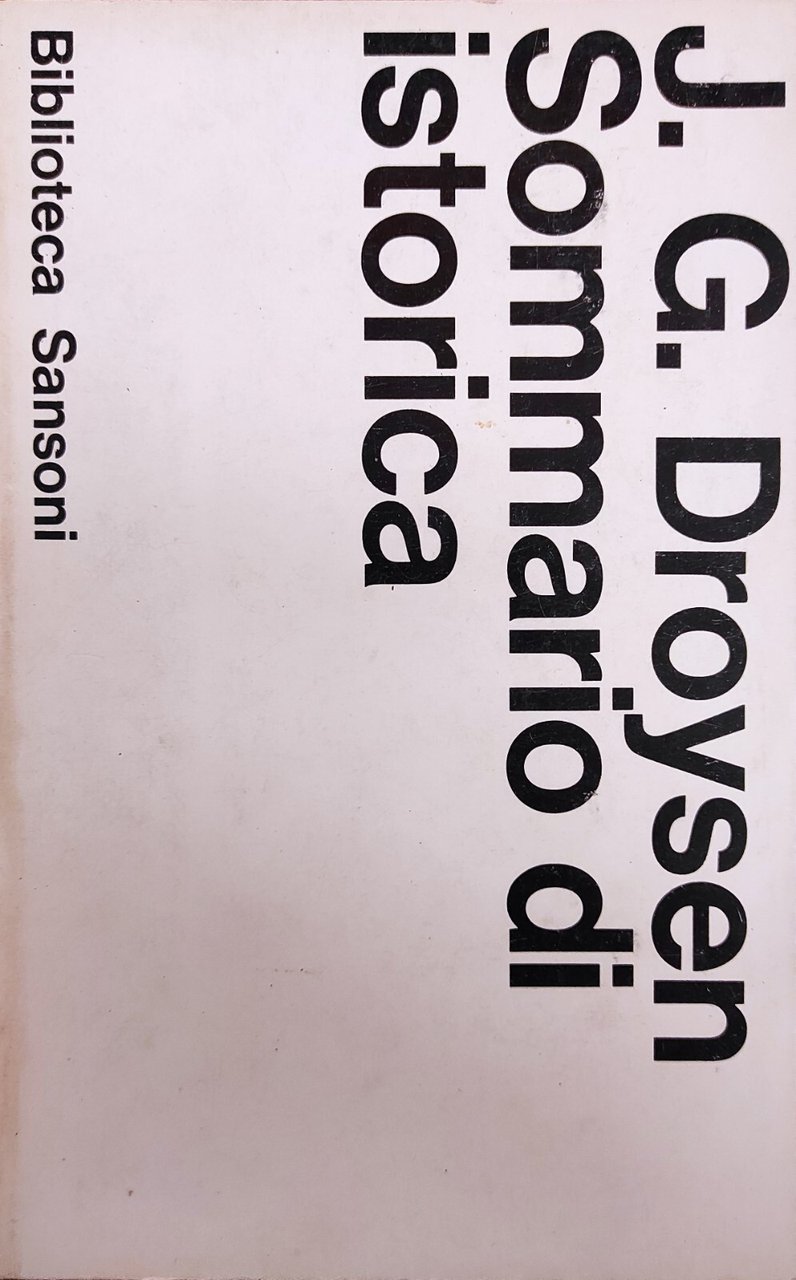 J. G. Droysen
Sommario di
istorica
Biblioteca Sansoni